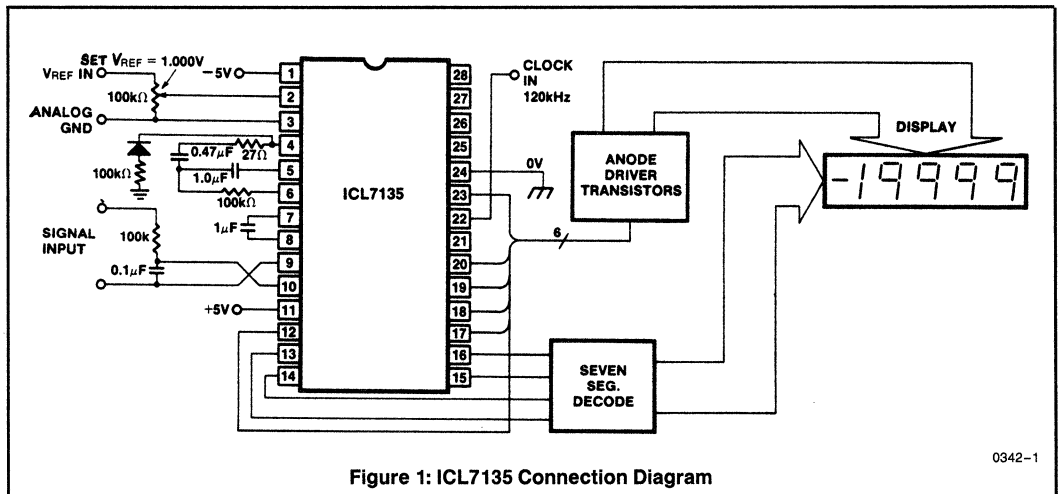 SET VREF = 1.000V
VREF IN
−5V
100kΩ
ANALOG
GND
0.47μF
27Ω
1.0μF
100kΩ
100kΩ
1μF
SIGNAL
INPUT
100k
0.1μF
+5V
1
2
3
4
5
6
7
8
9
10
11
12
13
14
ICL7135
28
27
26
25
24
23
22
21
20
19
18
17
16
15
CLOCK
IN
120kHz
0V
6
ANODE
DRIVER
TRANSISTORS
DISPLAY
-19999
SEVEN
SEG.
DECODE
0342–1
Figure 1: ICL7135 Connection Diagram